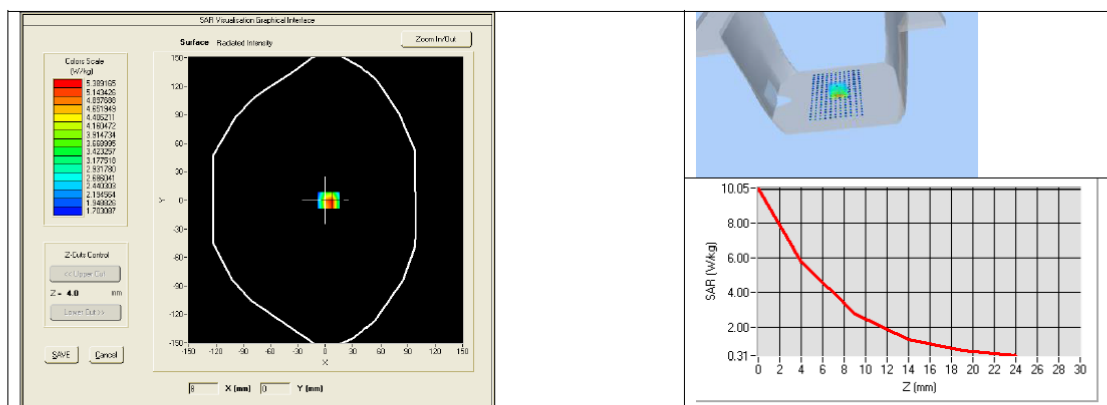 SAR Visualisation Graphical Interface
Surface Radiated Intensity
Zoom In/Out
Colors Scale
(W/kg)
5.389165
5.143426
4.897688
4.651949
4.406211
4.160472
3.914734
3.668995
3.423257
3.177518
2.931780
2.686041
2.440303
2.194564
1.948826
1.703087
150
120
90
60
30
0
-30
-60
-90
-120
-150
Y
-150 -120 -90 -60 -30 0 30 60 90 120 150
X
Z-Cuts Control
<< Upper Cut
Z = 4.0 mm
Lower Cut >>
SAVE Cancel
8 X (mm) 0 Y (mm)
10.05
8.00
6.00
4.00
2.00
0.31
SAR (W/kg)
0 2 4 6 8 10 12 14 16 18 20 22 24 26 28 30
Z (mm)